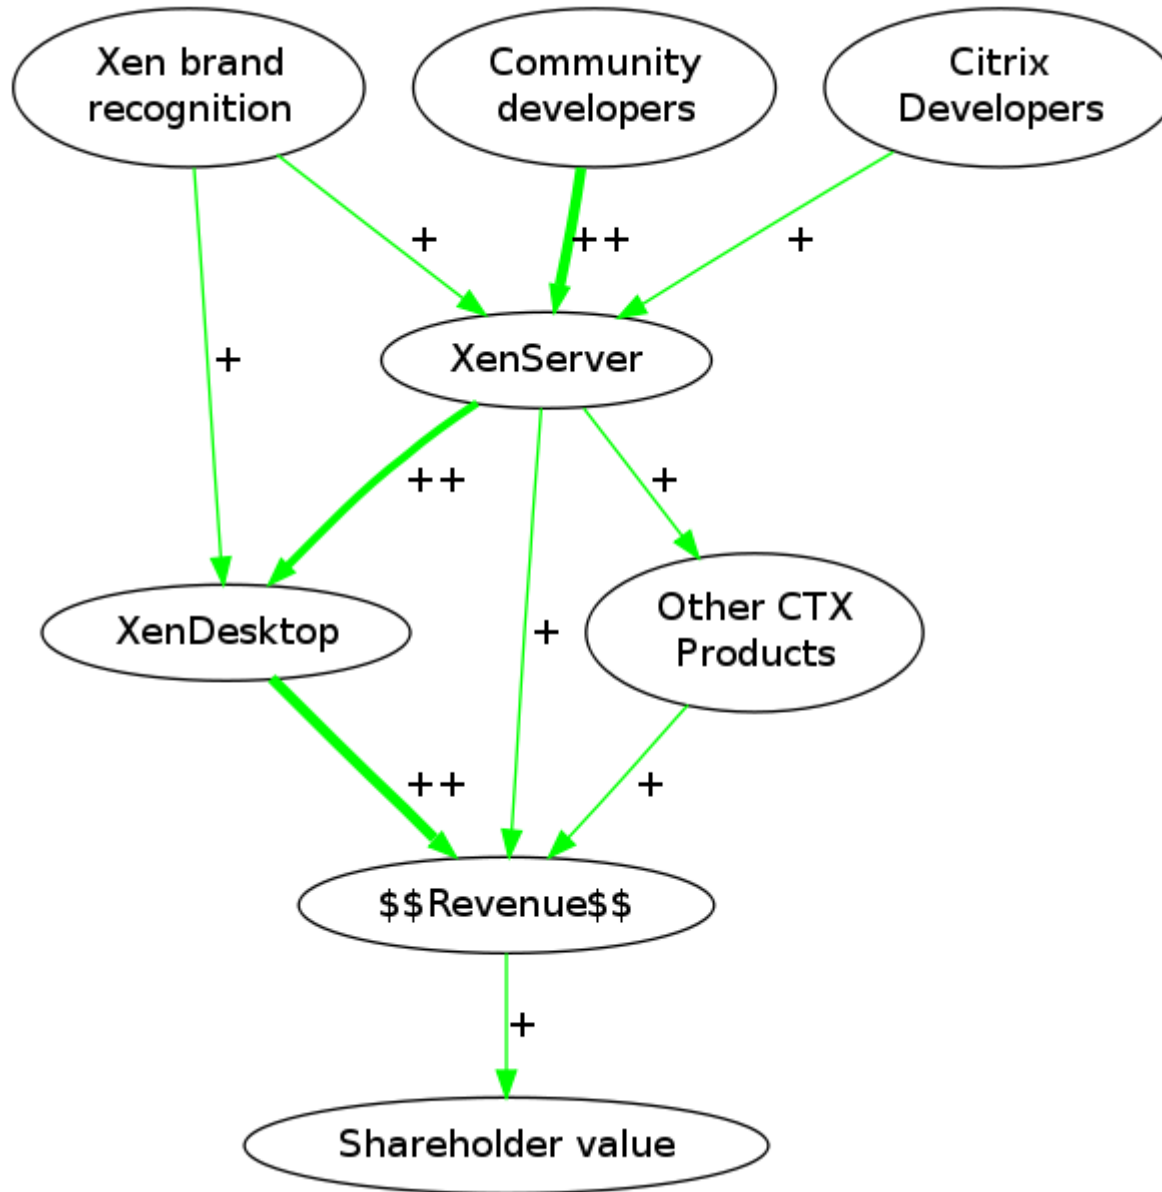 Xen brand
recognition
Community
developers
Citrix
Developers
+
++
+
+
XenServer
++
+
+
XenDesktop
Other CTX
Products
++
+
$$Revenue$$
+
Shareholder value